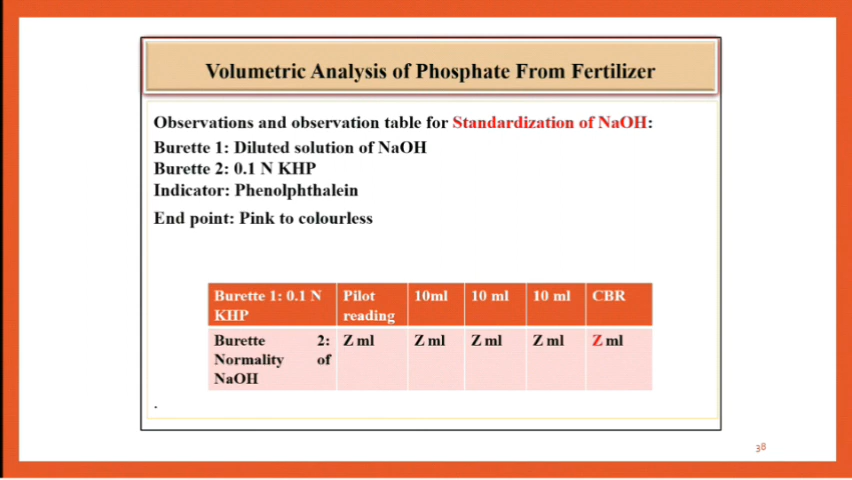 Volumetric Analysis of Phosphate From Fertilizer
Observations and observation table for Standardization of NaOH:
Burette 1: Diluted solution of NaOH
Burette 2: 0.1 N KHP
Indicator: Phenolphthalein
End point: Pink to colourless
Burette 1: 0.1 N KHP
Pilot reading
10ml
10 ml
10 ml
CBR
Burette 2: Normality of NaOH
Z ml
Z ml
Z ml
Z ml
Z ml
.
38